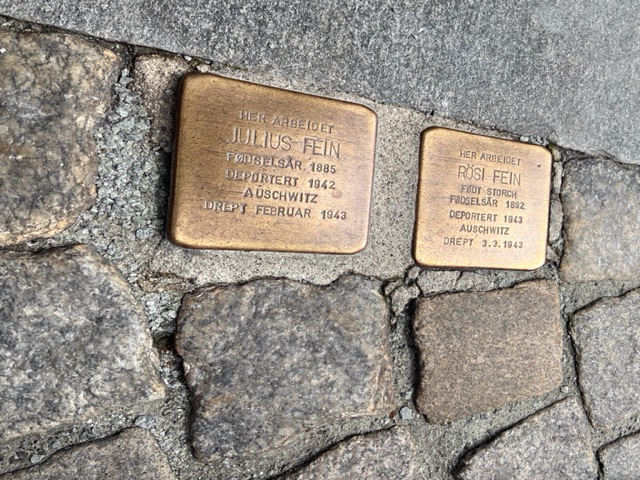 HER ARBEIDET
JULIUS FEIN
FØDSELSÅR 1885
DEPORTERT 1942
AUSCHWITZ
DREPT FEBRUAR 1943
HER ARBEIDET
RÖSI FEIN
FØDT STORCH
FØDSELSÅR 1892
DEPORTERT 1943
AUSCHWITZ
DREPT 3.3.1943